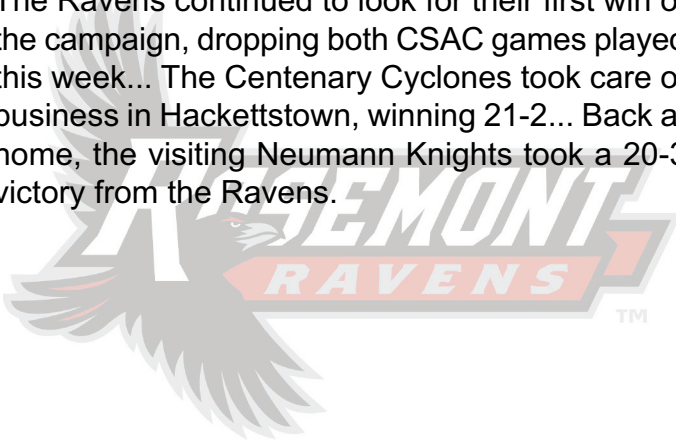 The Ravens continued to look for their first win o
the campaign, dropping both CSAC games played
this week... The Centenary Cyclones took care o
business in Hackettstown, winning 21-2... Back a
home, the visiting Neumann Knights took a 20-3
victory from the Ravens.
ROSEMONT
RAVENS
TM